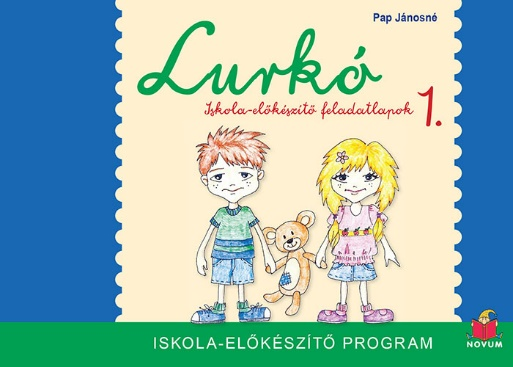 Pap Jánosné
Lurkó
Iskola-előkészítő feladatlapok 1.
ISKOLA-ELŐKÉSZÍTŐ PROGRAM
NOVUM